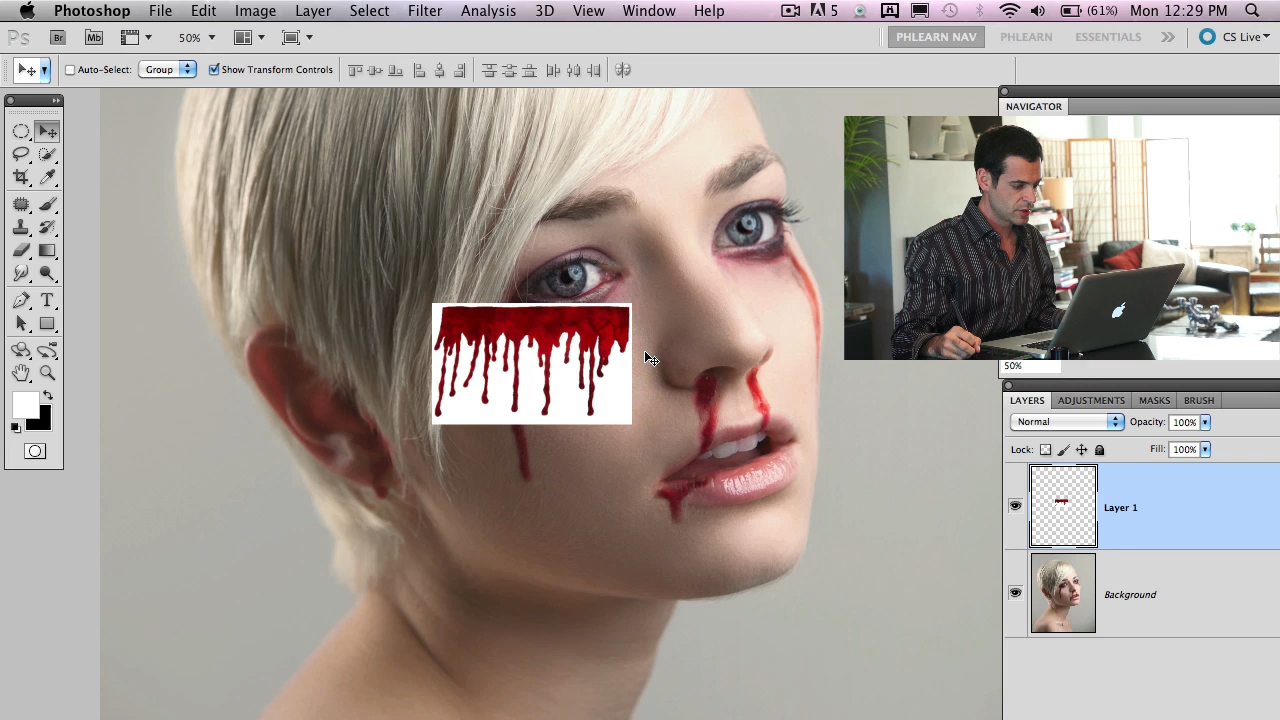 Photoshop File Edit Image Layer Select Filter Analysis 3D View Window Help 5 (61%) Mon 12:29 PM
Ps Br Mb 50% PHLEARN NAV PHLEARN ESSENTIALS CS Live
Auto-Select: Group Show Transform Controls
NAVIGATOR
50%
LAYERS ADJUSTMENTS MASKS BRUSH
Normal Opacity: 100%
Lock: Fill: 100%
Layer 1
Background